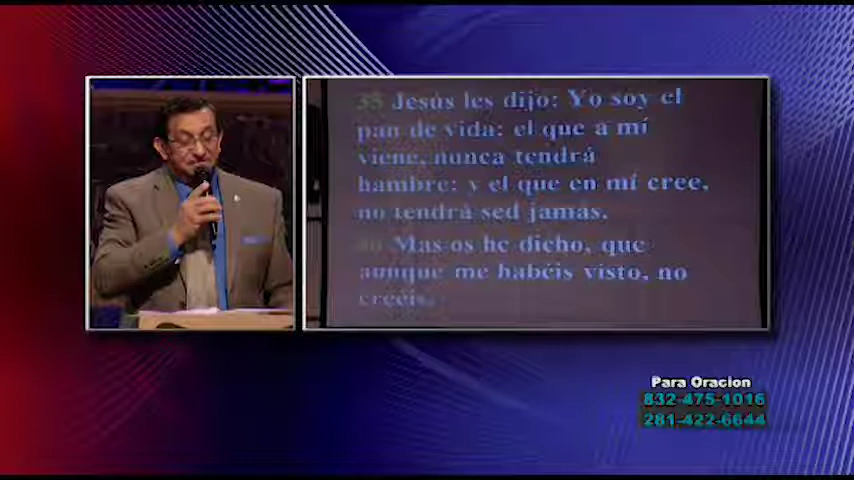 35 Jesús les dijo: Yo soy el
pan de vida: el que a mí
viene, nunca tendrá
hambre: y el que en mí cree,
no tendrá sed jamás.
Mas os he dicho, que
aunque me habéis visto, no
creéis.
Para Oracion
832-475-1016
281-422-6644